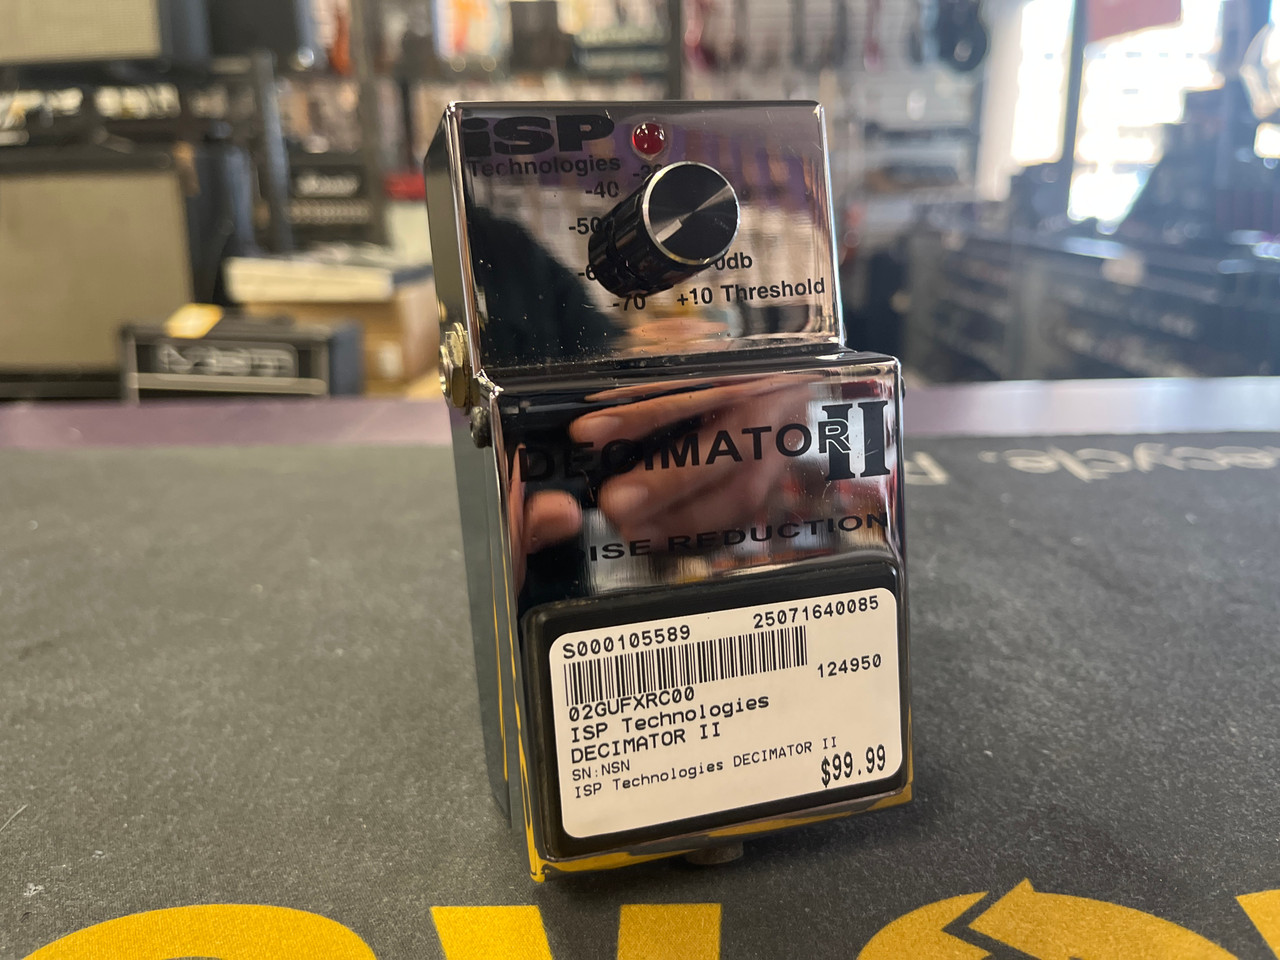 iSP
Technologies
-40
-50
-70
+10 Threshold
0db
DECIMATOR II
ISE REDUCTION
S000105589 25071640085
124950
02GUFXRC00
ISP Technologies
DECIMATOR II
SN:NSN
ISP Technologies DECIMATOR II
$99.99